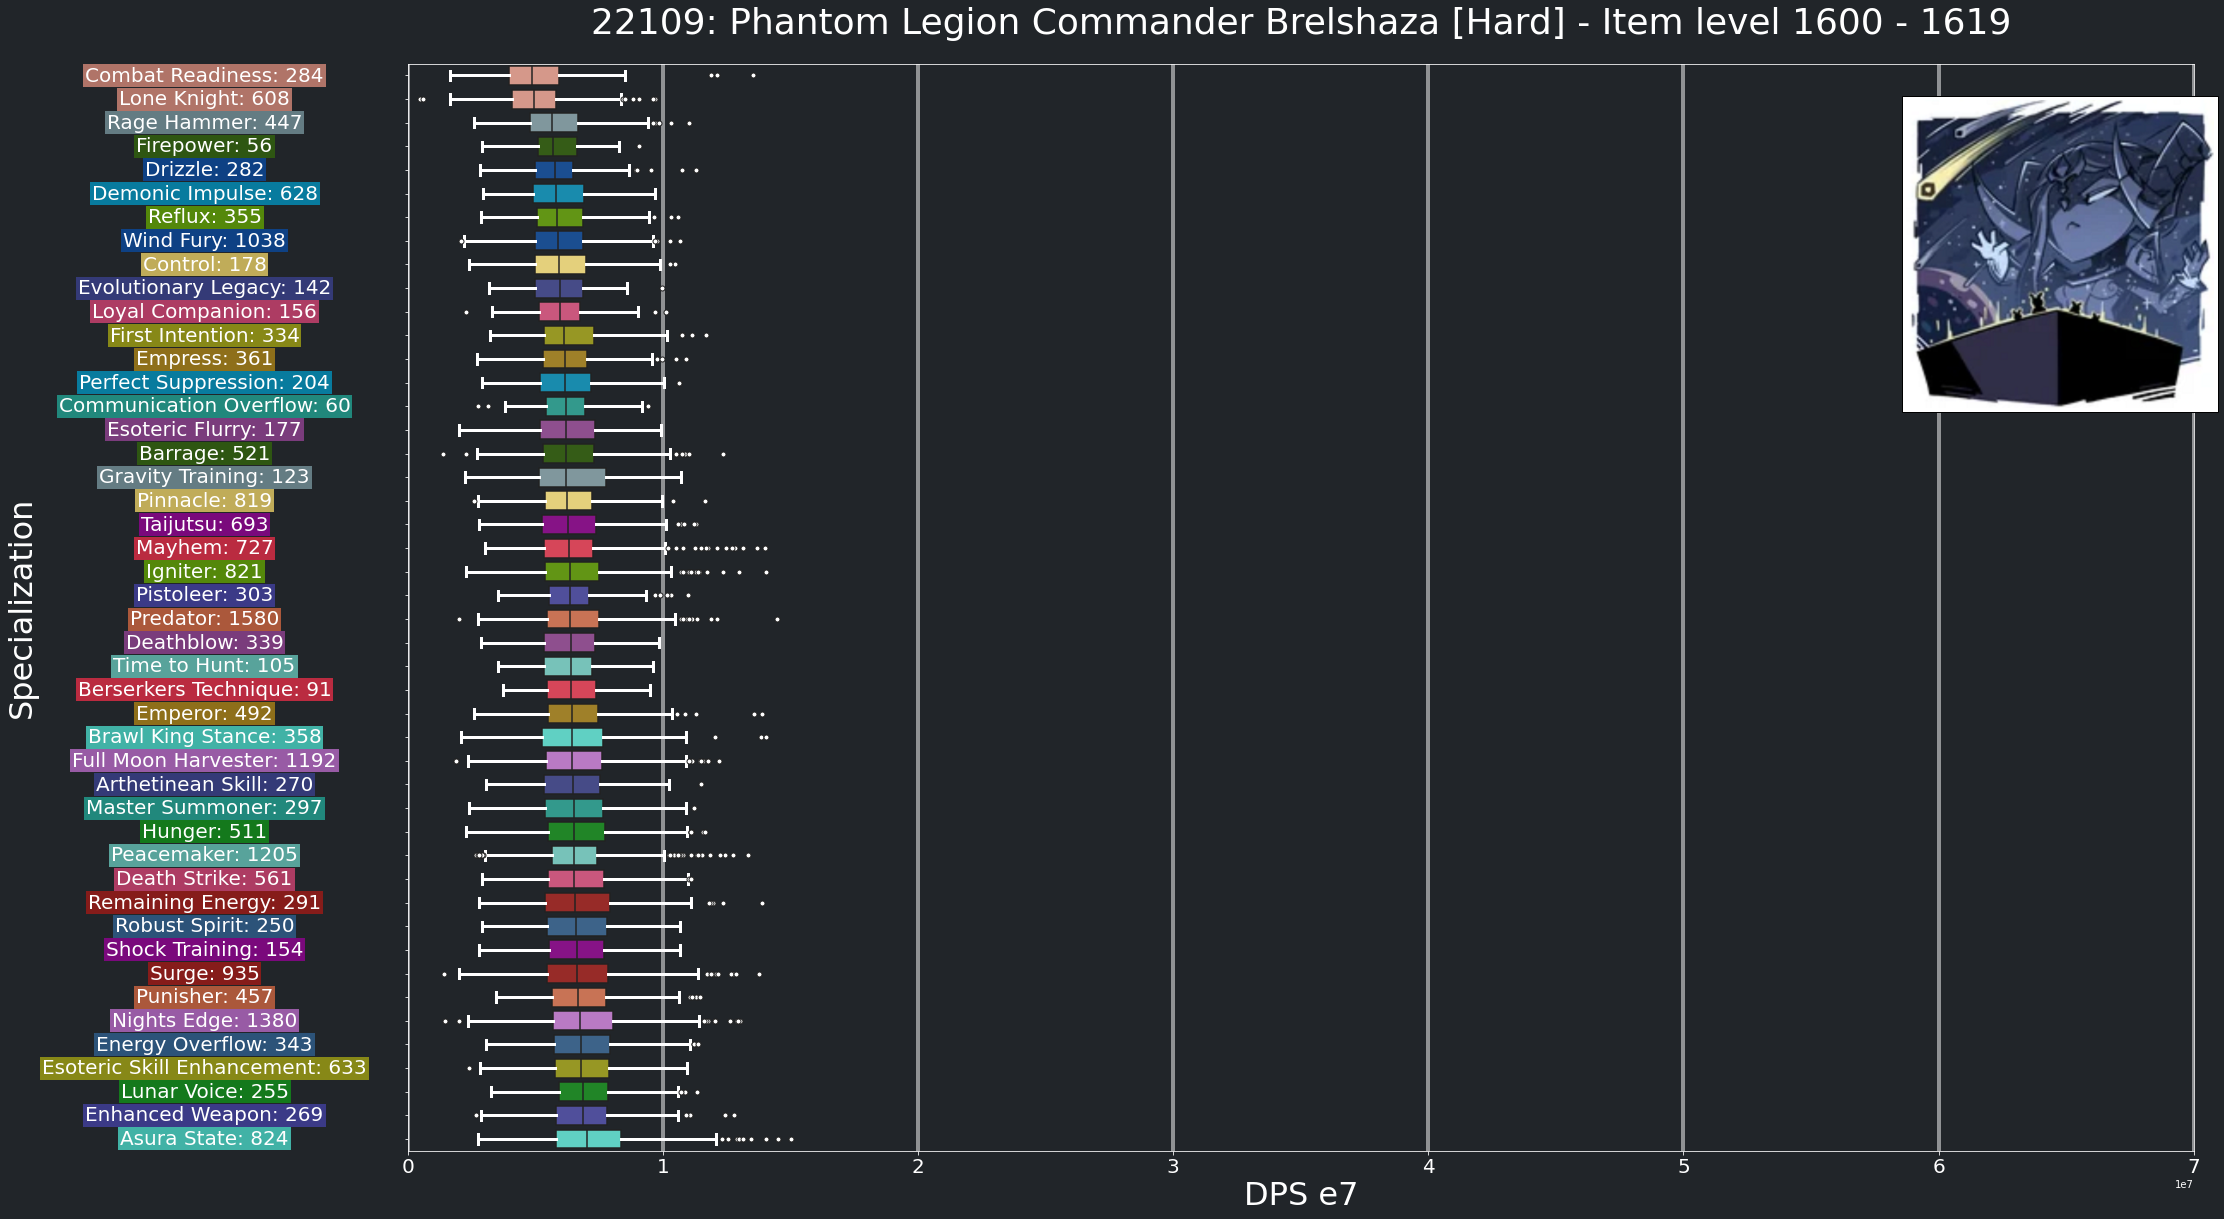 22109: Phantom Legion Commander Brelshaza [Hard] - Item level 1600 - 1619
Specialization
Combat Readiness: 284
Lone Knight: 608
Rage Hammer: 447
Firepower: 56
Drizzle: 282
Demonic Impulse: 628
Reflux: 355
Wind Fury: 1038
Control: 178
Evolutionary Legacy: 142
Loyal Companion: 156
First Intention: 334
Empress: 361
Perfect Suppression: 204
Communication Overflow: 60
Esoteric Flurry: 177
Barrage: 521
Gravity Training: 123
Pinnacle: 819
Taijutsu: 693
Mayhem: 727
Igniter: 821
Pistoleer: 303
Predator: 1580
Deathblow: 339
Time to Hunt: 105
Berserkers Technique: 91
Emperor: 492
Brawl King Stance: 358
Full Moon Harvester: 1192
Arthetinean Skill: 270
Master Summoner: 297
Hunger: 511
Peacemaker: 1205
Death Strike: 561
Remaining Energy: 291
Robust Spirit: 250
Shock Training: 154
Surge: 935
Punisher: 457
Nights Edge: 1380
Energy Overflow: 343
Esoteric Skill Enhancement: 633
Lunar Voice: 255
Enhanced Weapon: 269
Asura State: 824
0 1 2 3 4 5 6 7
1e7
DPS e7